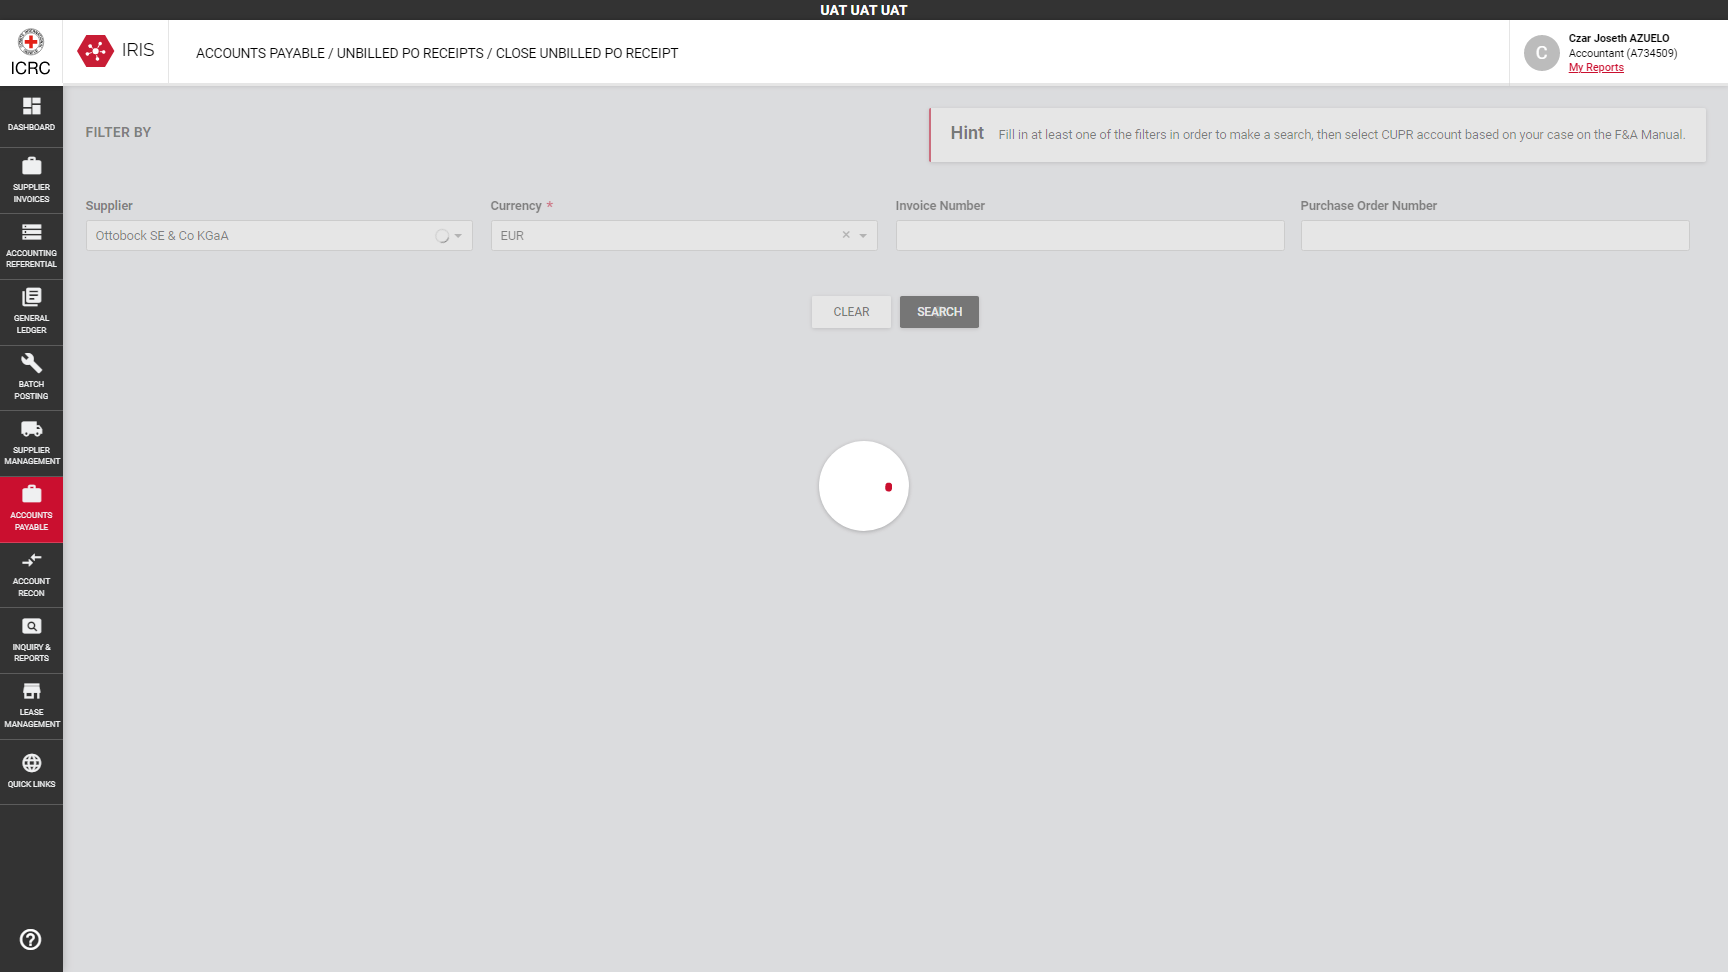 UAT UAT UAT
ICRC
IRIS
ACCOUNTS PAYABLE / UNBILLED PO RECEIPTS / CLOSE UNBILLED PO RECEIPT
C
Czar Joseth AZUELO
Accountant (A734509)
My Reports
DASHBOARD
SUPPLIER
INVOICES
ACCOUNTING
REFERENTIAL
GENERAL
LEDGER
BATCH
POSTING
SUPPLIER
MANAGEMENT
ACCOUNTS
PAYABLE
ACCOUNT
RECON
INQUIRY &
REPORTS
LEASE
MANAGEMENT
QUICK LINKS
FILTER BY
Hint Fill in at least one of the filters in order to make a search, then select CUPR account based on your case on the F&A Manual.
Supplier
Ottobock SE & Co KGaA
Currency *
EUR
Invoice Number
Purchase Order Number
CLEAR
SEARCH